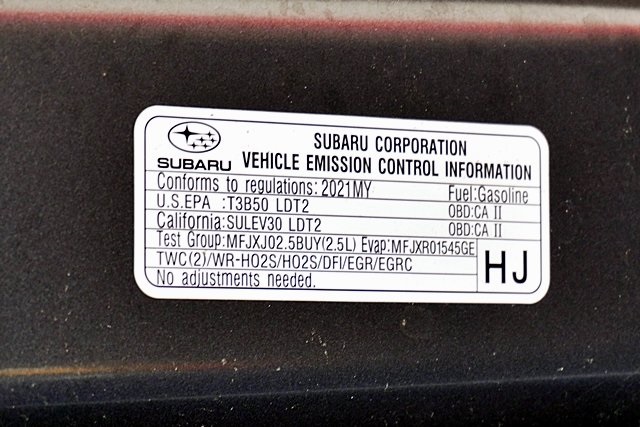 SUBARU CORPORATION
SUBARU VEHICLE EMISSION CONTROL INFORMATION
Conforms to regulations: 2021MY Fuel:Gasoline
U.S.EPA :T3B50 LDT2 OBD:CA II
California:SULEV30 LDT2 OBD:CA II
Test Group:MFJXJ02.5BUY(2.5L) Evap:MFJXR01545GE
TWC(2)/WR-HO2S/HO2S/DFI/EGR/EGRC
No adjustments needed.
HJ